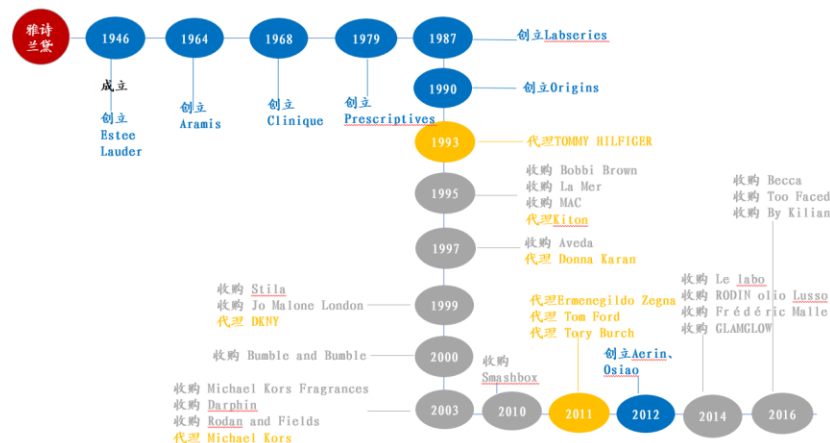 雅诗
兰黛
1946
1964
1968
1979
1987
创立Labseries
成立
创立
Estee
Lauder
创立
Aramis
创立
Clinique
创立
Prescriptives
1990
创立Origins
1993
代理TOMMY HILFIGER
1995
收购 Bobbi Brown
收购 La Mer
收购 MAC
代理Kiton
收购 Becca
收购 Too Faced
收购 By Kilian
1997
收购 Aveda
代理 Donna Karan
收购 Stila
收购 Jo Malone London
代理 DKNY
1999
代理Ermenegildo Zegna
代理 Tom Ford
代理 Tory Burch
收购 Le labo
收购 RODIN olio Lusso
收购 Frédéric Malle
收购 GLAMGLOW
收购 Bumble and Bumble
2000
收购
Smashbox
创立Aerin、
Osiao
收购 Michael Kors Fragrances
收购 Darphin
收购 Rodan and Fields
代理 Michael Kors
2003
2010
2011
2012
2014
2016